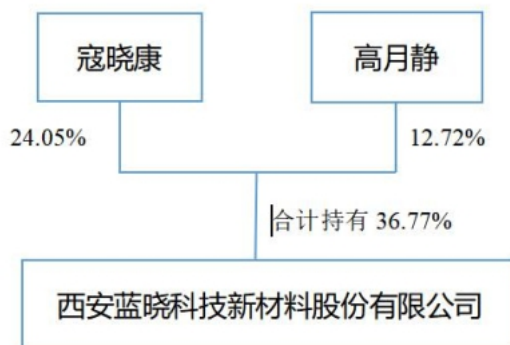 寇晓康
高月静
24.05%
12.72%
合计持有 36.77%
西安蓝晓科技新材料股份有限公司